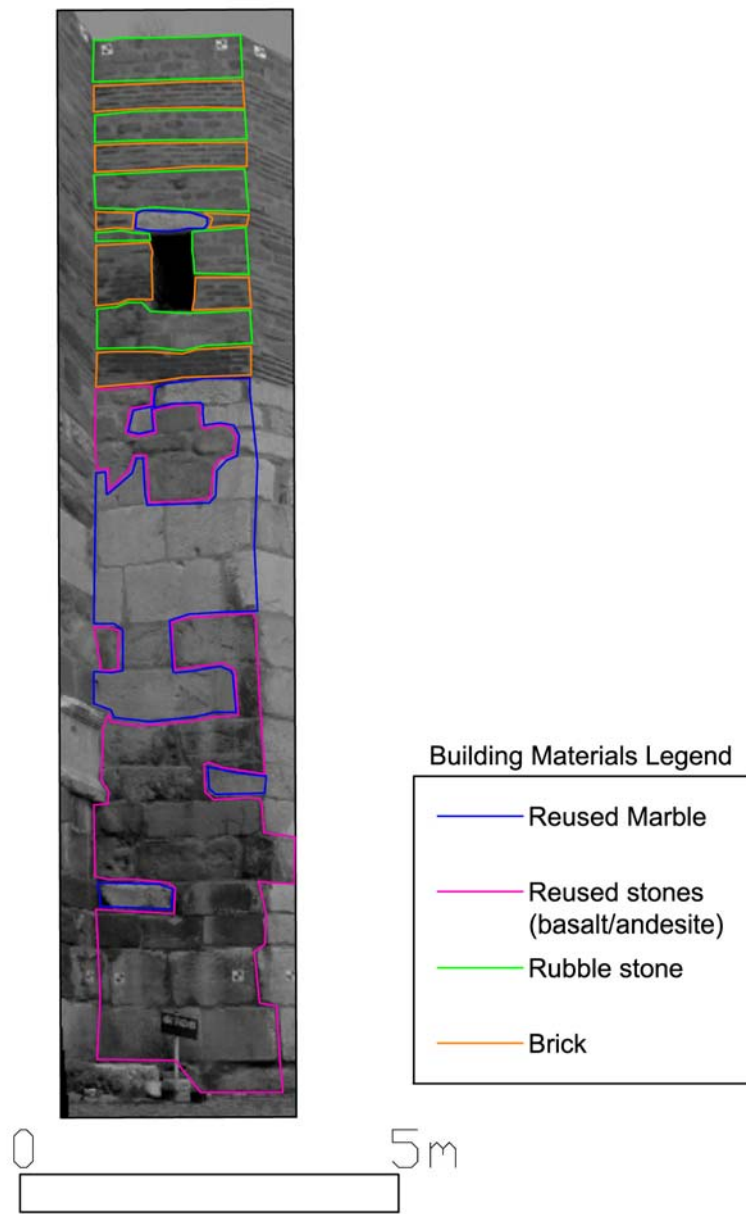 Building Materials Legend
Reused Marble
Reused stones
(basalt/andesite)
Rubble stone
Brick
0 5m